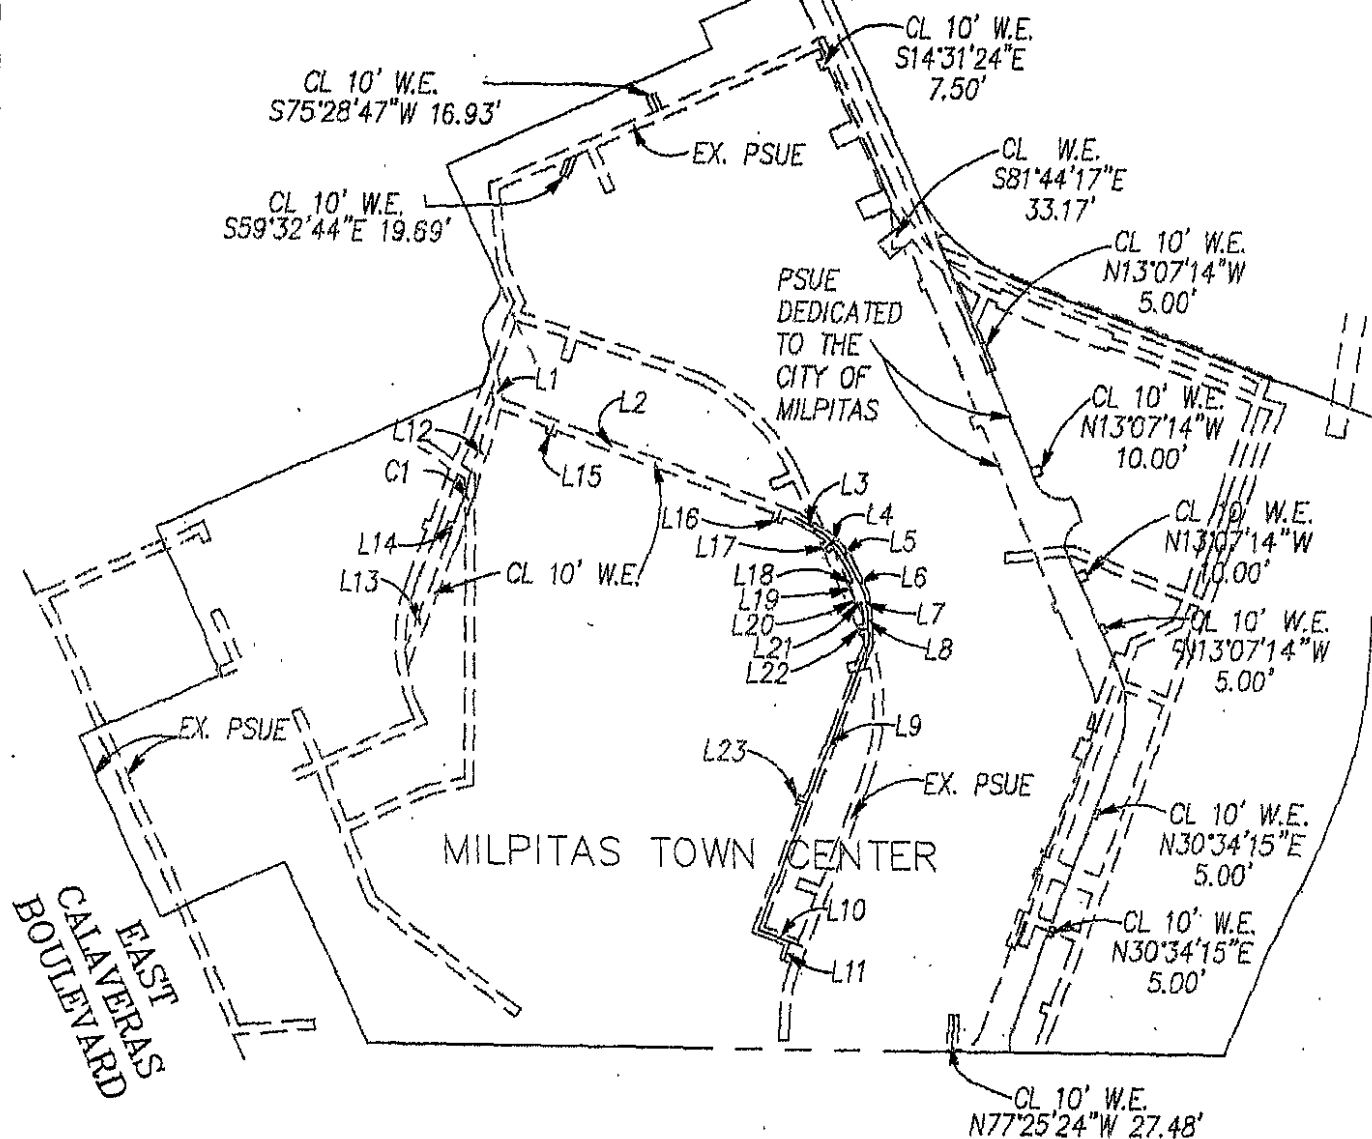 CL 10' W.E.
S14°31'24"E
7.50'
CL 10' W.E.
S75°28'47"W 16.93'
EX. PSUE
CL W.E.
S81°44'17"E
33.17'
CL 10' W.E.
S59°32'44"E 19.69'
CL 10' W.E.
N13°07'14"W
5.00'
PSUE
DEDICATED
TO THE
CITY OF
MILPITAS
L1
L2
CL 10' W.E.
N13°07'14"W
10.00'
L12
C1
L15
L3
L16
L4
L17
L5
CL 10' W.E.
N13°07'14"W
10.00'
L14
L13
CL 10' W.E.
L18
L6
L19
L7
L20
L21
L8
L22
CL 10' W.E.
N13°07'14"W
5.00'
EX. PSUE
L9
L23
EX. PSUE
CL 10' W.E.
N30°34'15"E
5.00'
MILPITAS TOWN CENTER
L10
L11
CL 10' W.E.
N30°34'15"E
5.00'
EAST
CALAVERAS
BOULEVARD
CL 10' W.E.
N77°25'24"W 27.48'